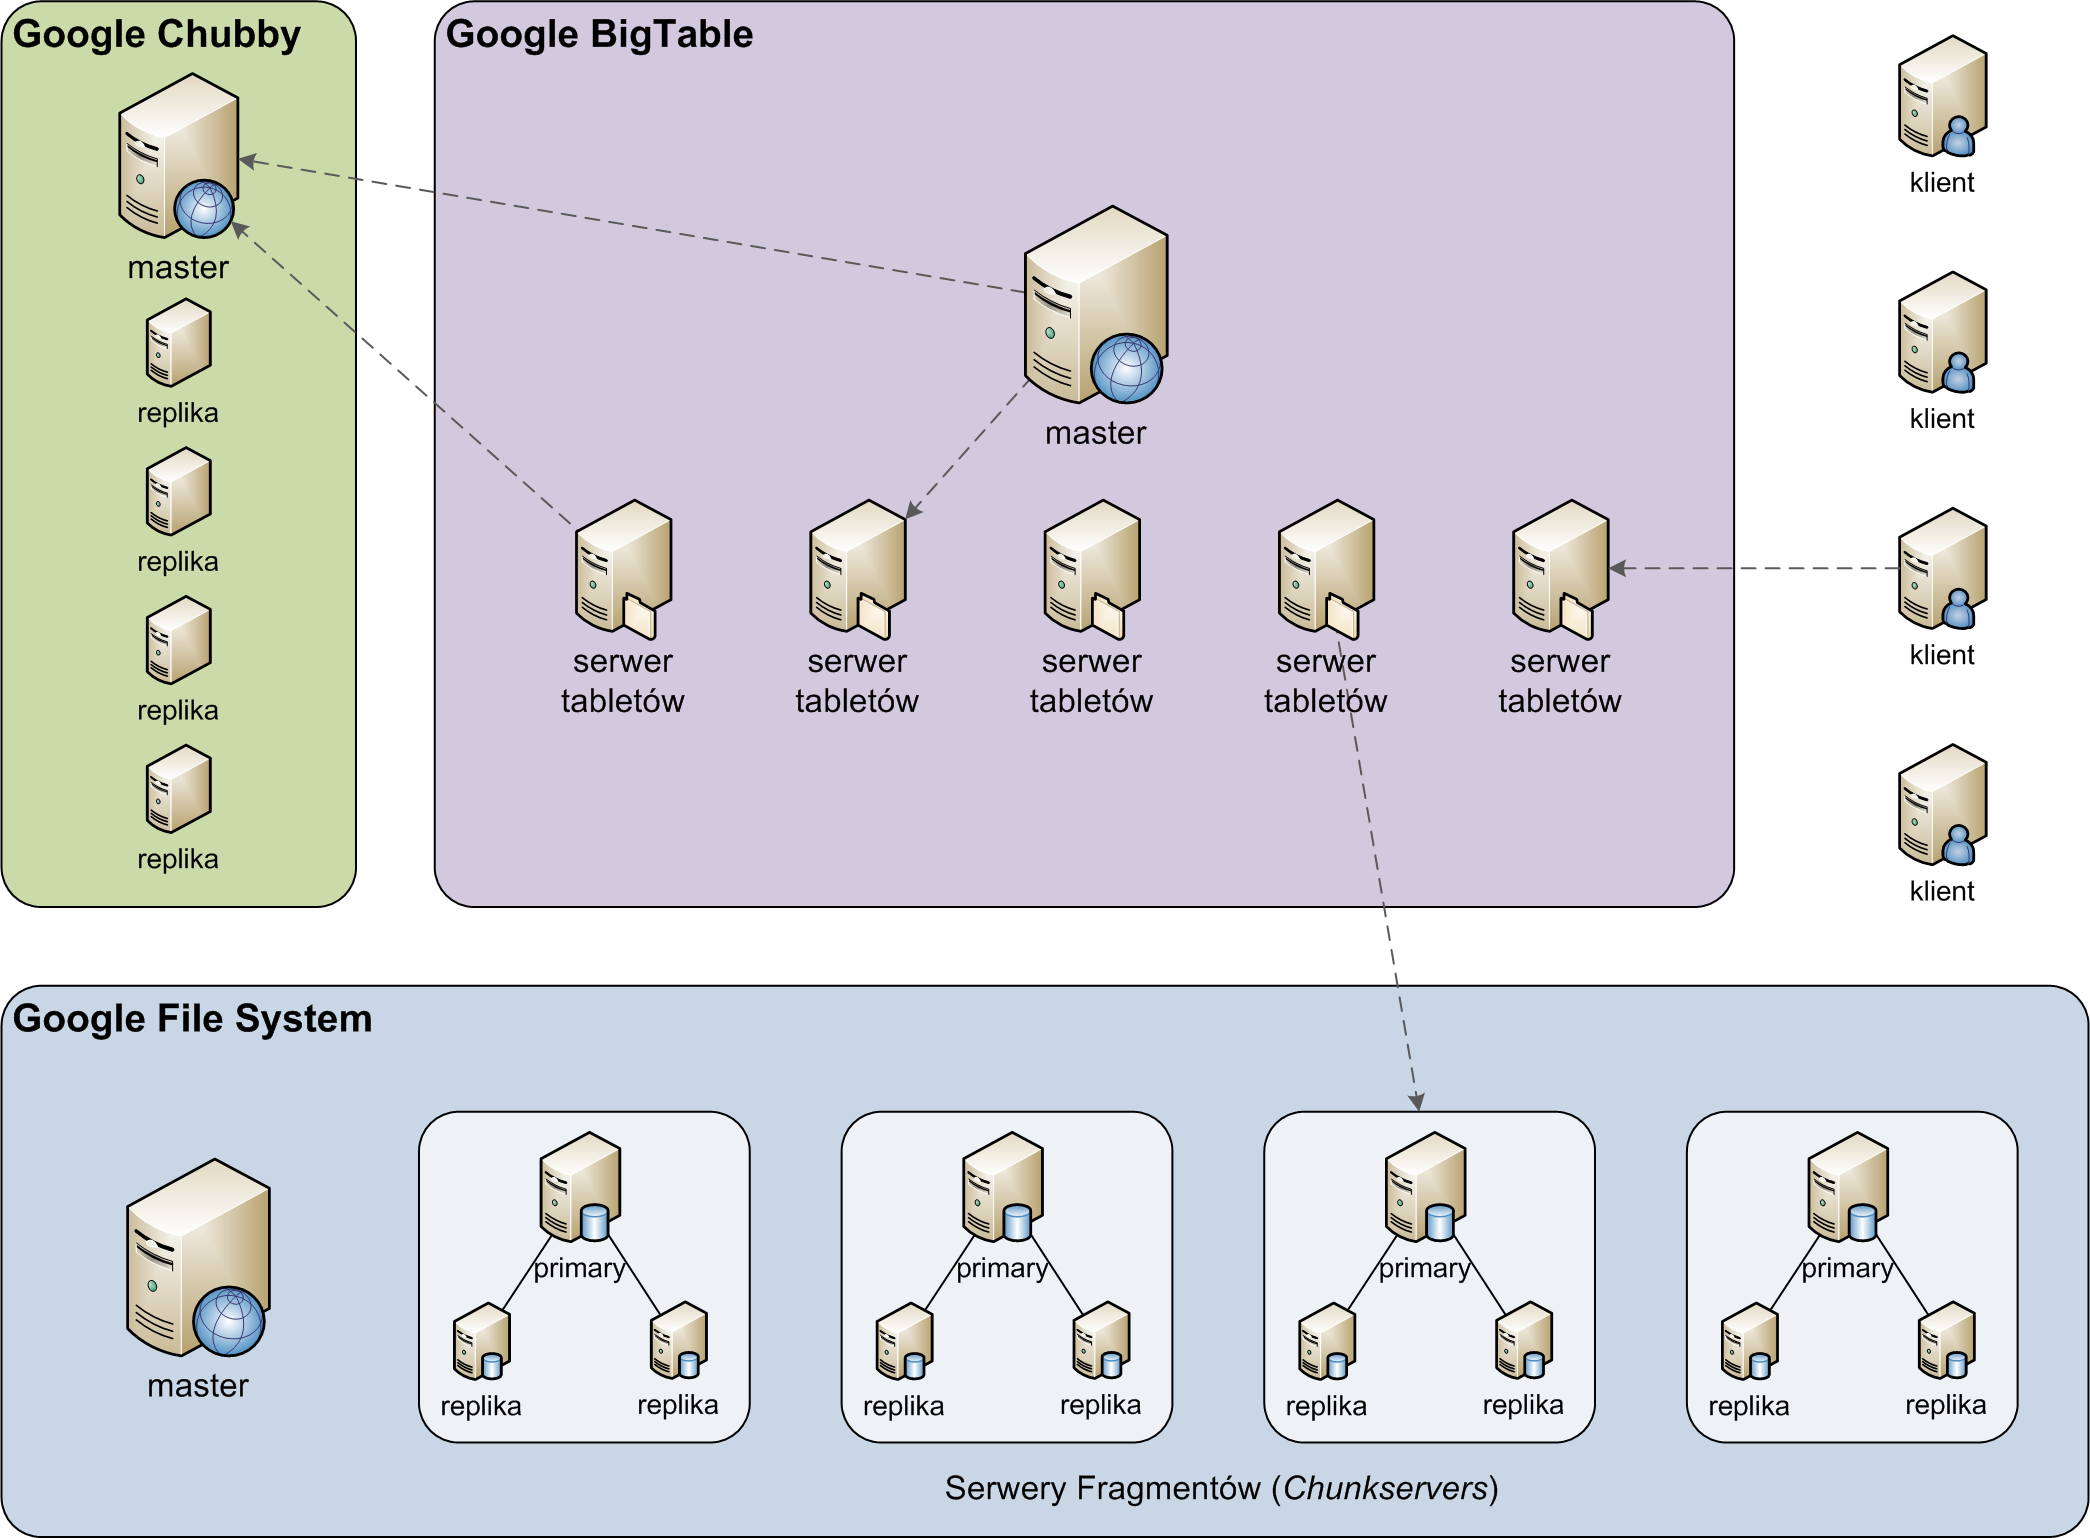 Google Chubby
master
replika
replika
replika
replika
Google BigTable
master
serwer
tabletów
serwer
tabletów
serwer
tabletów
serwer
tabletów
serwer
tabletów
klient
klient
klient
klient
Google File System
master
primary
replika
replika
primary
replika
replika
primary
replika
replika
primary
replika
replika
Serwery Fragmentów (Chunkservers)